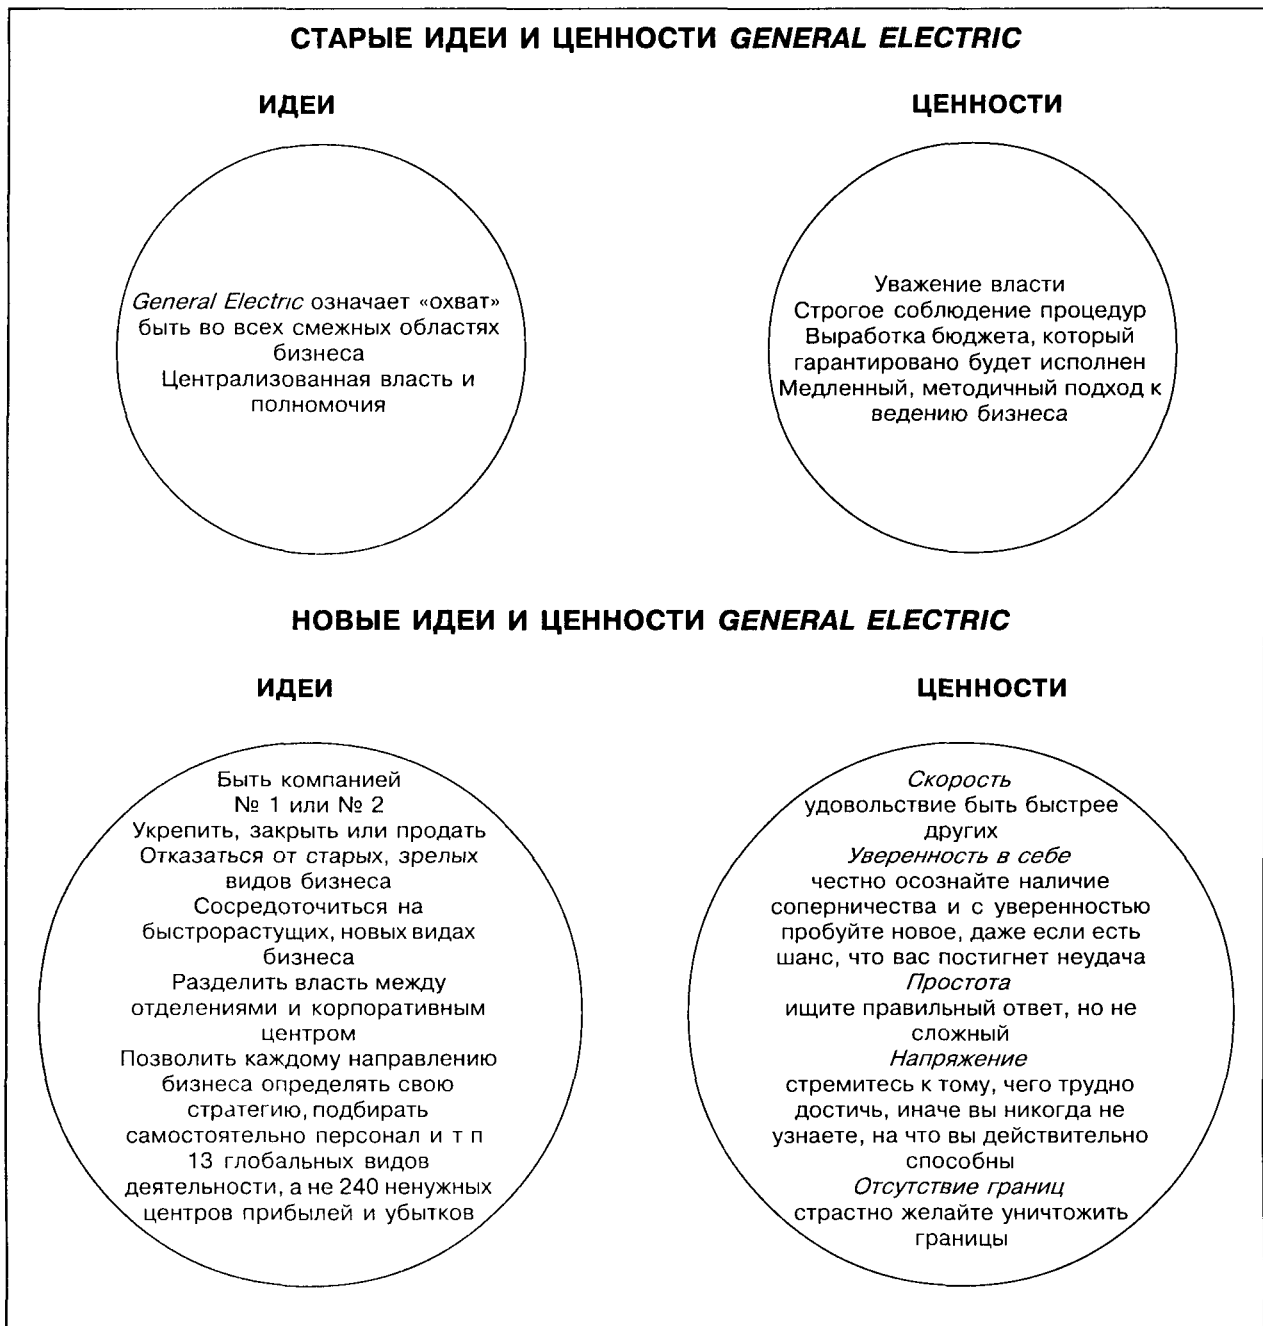 СТАРЫЕ ИДЕИ И ЦЕННОСТИ GENERAL ELECTRIC
ИДЕИ
ЦЕННОСТИ
General Electric означает «охват»
быть во всех смежных областях
бизнеса
Централизованная власть и
полномочия
Уважение власти
Строгое соблюдение процедур
Выработка бюджета, который
гарантировано будет исполнен
Медленный, методичный подход к
ведению бизнеса
НОВЫЕ ИДЕИ И ЦЕННОСТИ GENERAL ELECTRIC
ИДЕИ
ЦЕННОСТИ
Быть компанией
№ 1 или № 2
Укрепить, закрыть или продать
Отказаться от старых, зрелых
видов бизнеса
Сосредоточиться на
быстрорастущих, новых видах
бизнеса
Разделить власть между
отделениями и корпоративным
центром
Позволить каждому направлению
бизнеса определять свою
стратегию, подбирать
самостоятельно персонал и т п
13 глобальных видов
деятельности, а не 240 ненужных
центров прибылей и убытков
Скорость
удовольствие быть быстрее
других
Уверенность в себе
честно осознайте наличие
соперничества и с уверенностью
пробуйте новое, даже если есть
шанс, что вас постигнет неудача
Простота
ищите правильный ответ, но не
сложный
Напряжение
стремитесь к тому, чего трудно
достичь, иначе вы никогда не
узнаете, на что вы действительно
способны
Отсутствие границ
страстно желайте уничтожить
границы